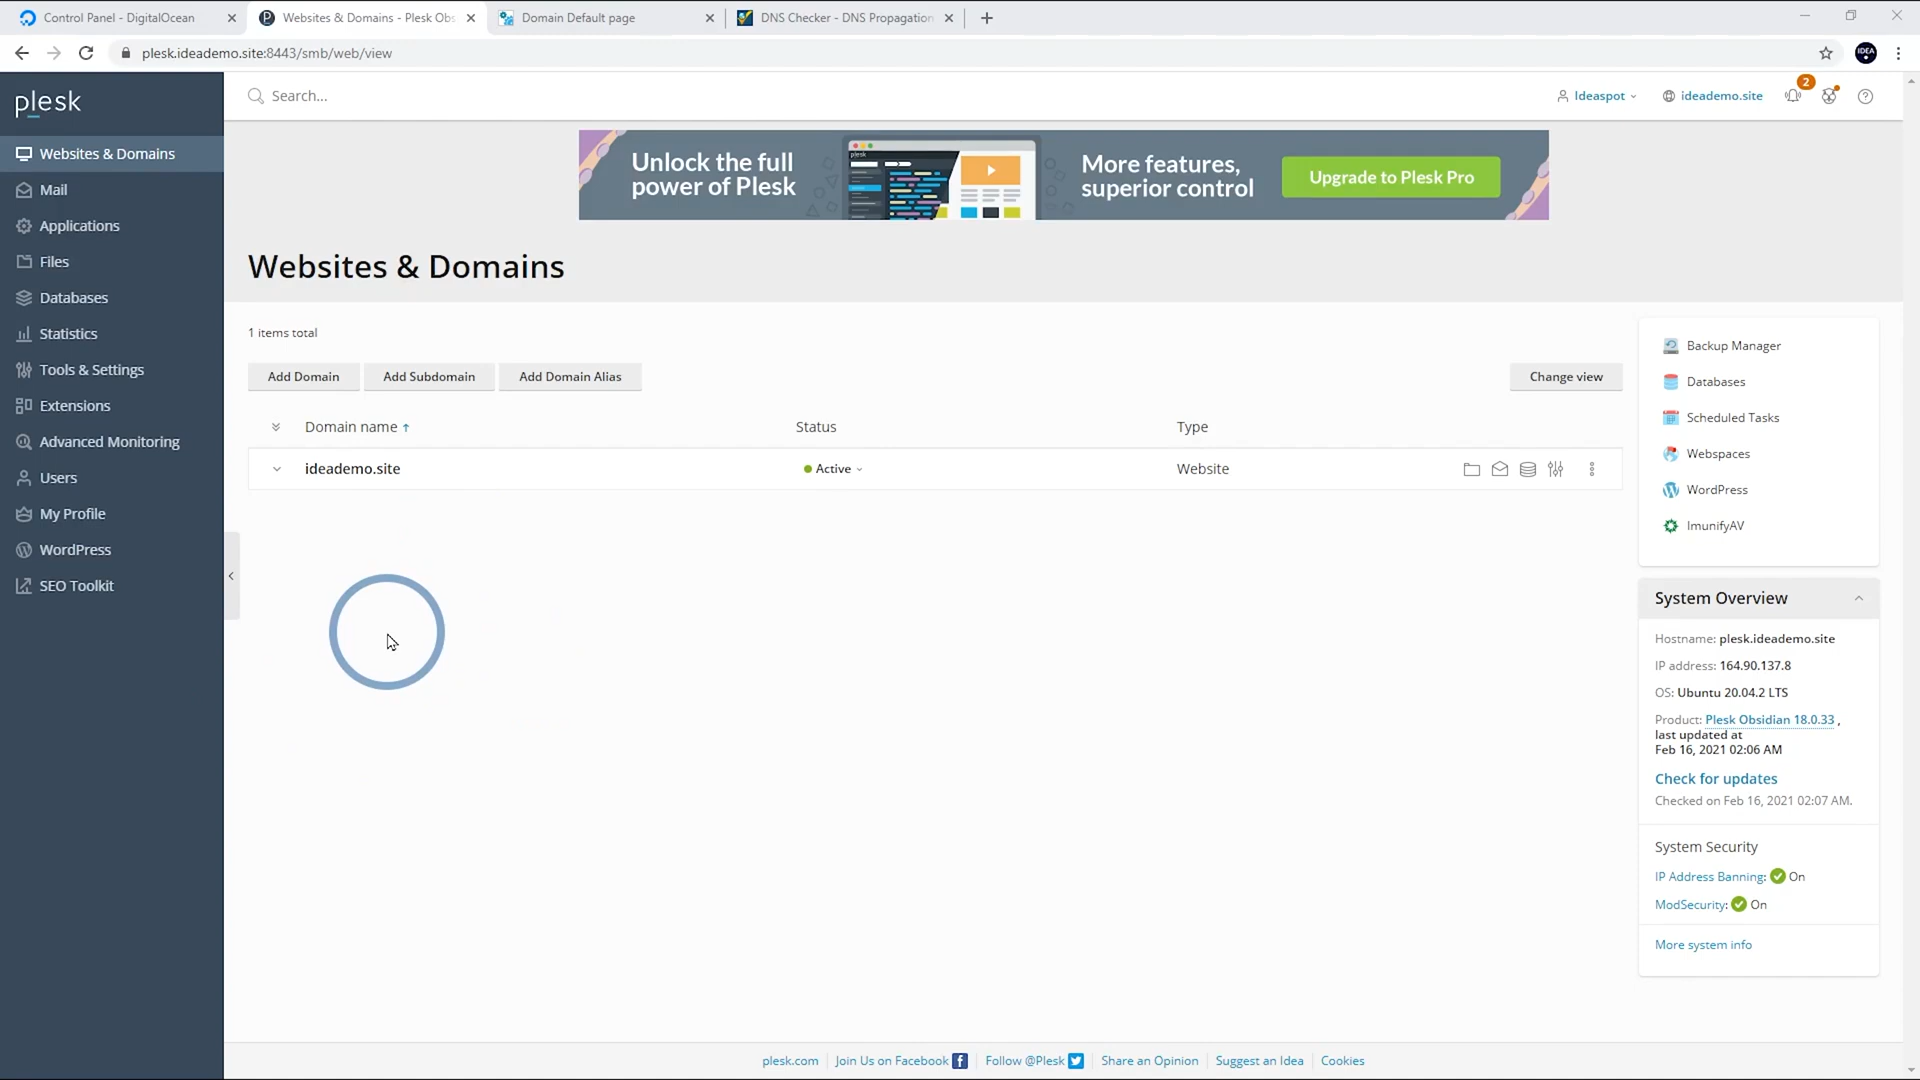 Control Panel - DigitalOcean
Websites & Domains - Plesk Obs
Domain Default page
DNS Checker - DNS Propagation
plesk.ideademo.site:8443/smb/web/view
IDEA
plesk
Search...
Ideaspot
ideademo.site
2
Websites & Domains
Mail
Applications
Files
Databases
Statistics
Tools & Settings
Extensions
Advanced Monitoring
Users
My Profile
WordPress
SEO Toolkit
Unlock the full
power of Plesk
plesk
More features,
superior control
Upgrade to Plesk Pro
Websites & Domains
1 items total
Add Domain
Add Subdomain
Add Domain Alias
Change view
Domain name
Status
Type
ideademo.site
Active
Website
Backup Manager
Databases
Scheduled Tasks
Webspaces
WordPress
ImunifyAV
System Overview
Hostname: plesk.ideademo.site
IP address: 164.90.137.8
OS: Ubuntu 20.04.2 LTS
Product: Plesk Obsidian 18.0.33 ,
last updated at
Feb 16, 2021 02:06 AM
Check for updates
Checked on Feb 16, 2021 02:07 AM.
System Security
IP Address Banning: On
ModSecurity: On
More system info
plesk.com
Join Us on Facebook
Follow @Plesk
Share an Opinion
Suggest an Idea
Cookies